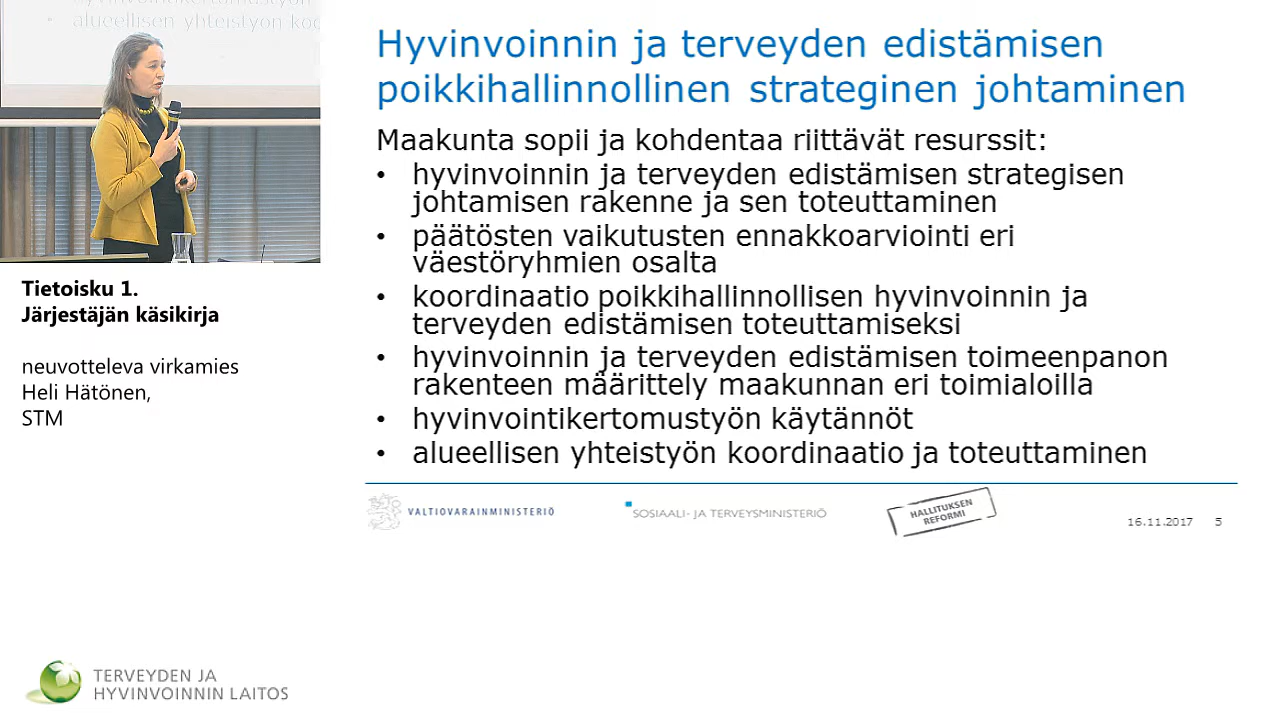 alueellisen yhteistyön koo
Tietoisku 1.
Järjestäjän käsikirja
neuvotteleva virkamies
Heli Hätönen,
STM
Hyvinvoinnin ja terveyden edistämisen
poikkihallinnollinen strateginen johtaminen
Maakunta sopii ja kohdentaa riittävät resurssit:
• hyvinvoinnin ja terveyden edistämisen strategisen
johtamisen rakenne ja sen toteuttaminen
• päätösten vaikutusten ennakkoarviointi eri
väestöryhmien osalta
• koordinaatio poikkihallinnollisen hyvinvoinnin ja
terveyden edistämisen toteuttamiseksi
• hyvinvoinnin ja terveyden edistämisen toimeenpanon
rakenteen määrittely maakunnan eri toimialoilla
• hyvinvointikertomustyön käytännöt
• alueellisen yhteistyön koordinaatio ja toteuttaminen
VALTIOVARAINMINISTERIÖ
SOSIAALI- JA TERVEYSMINISTERIÖ
HALLITUKSEN
REFORMI
16.11.2017 5
TERVEYDEN JA
HYVINVOINNIN LAITOS